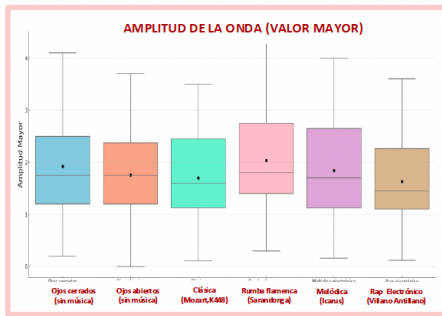 AMPLITUD DE LA ONDA (VALOR MAYOR)
Amplitud Mayor
4
3
2
1
0
Ojos cerrados
(sin música)
Ojos abiertos
(sin música)
Clásica
(Mozart,K448)
Rumba flamenca
(Sarandonga)
Melódica
(Icarus)
Rap Electrónico
(Villano Antillano)